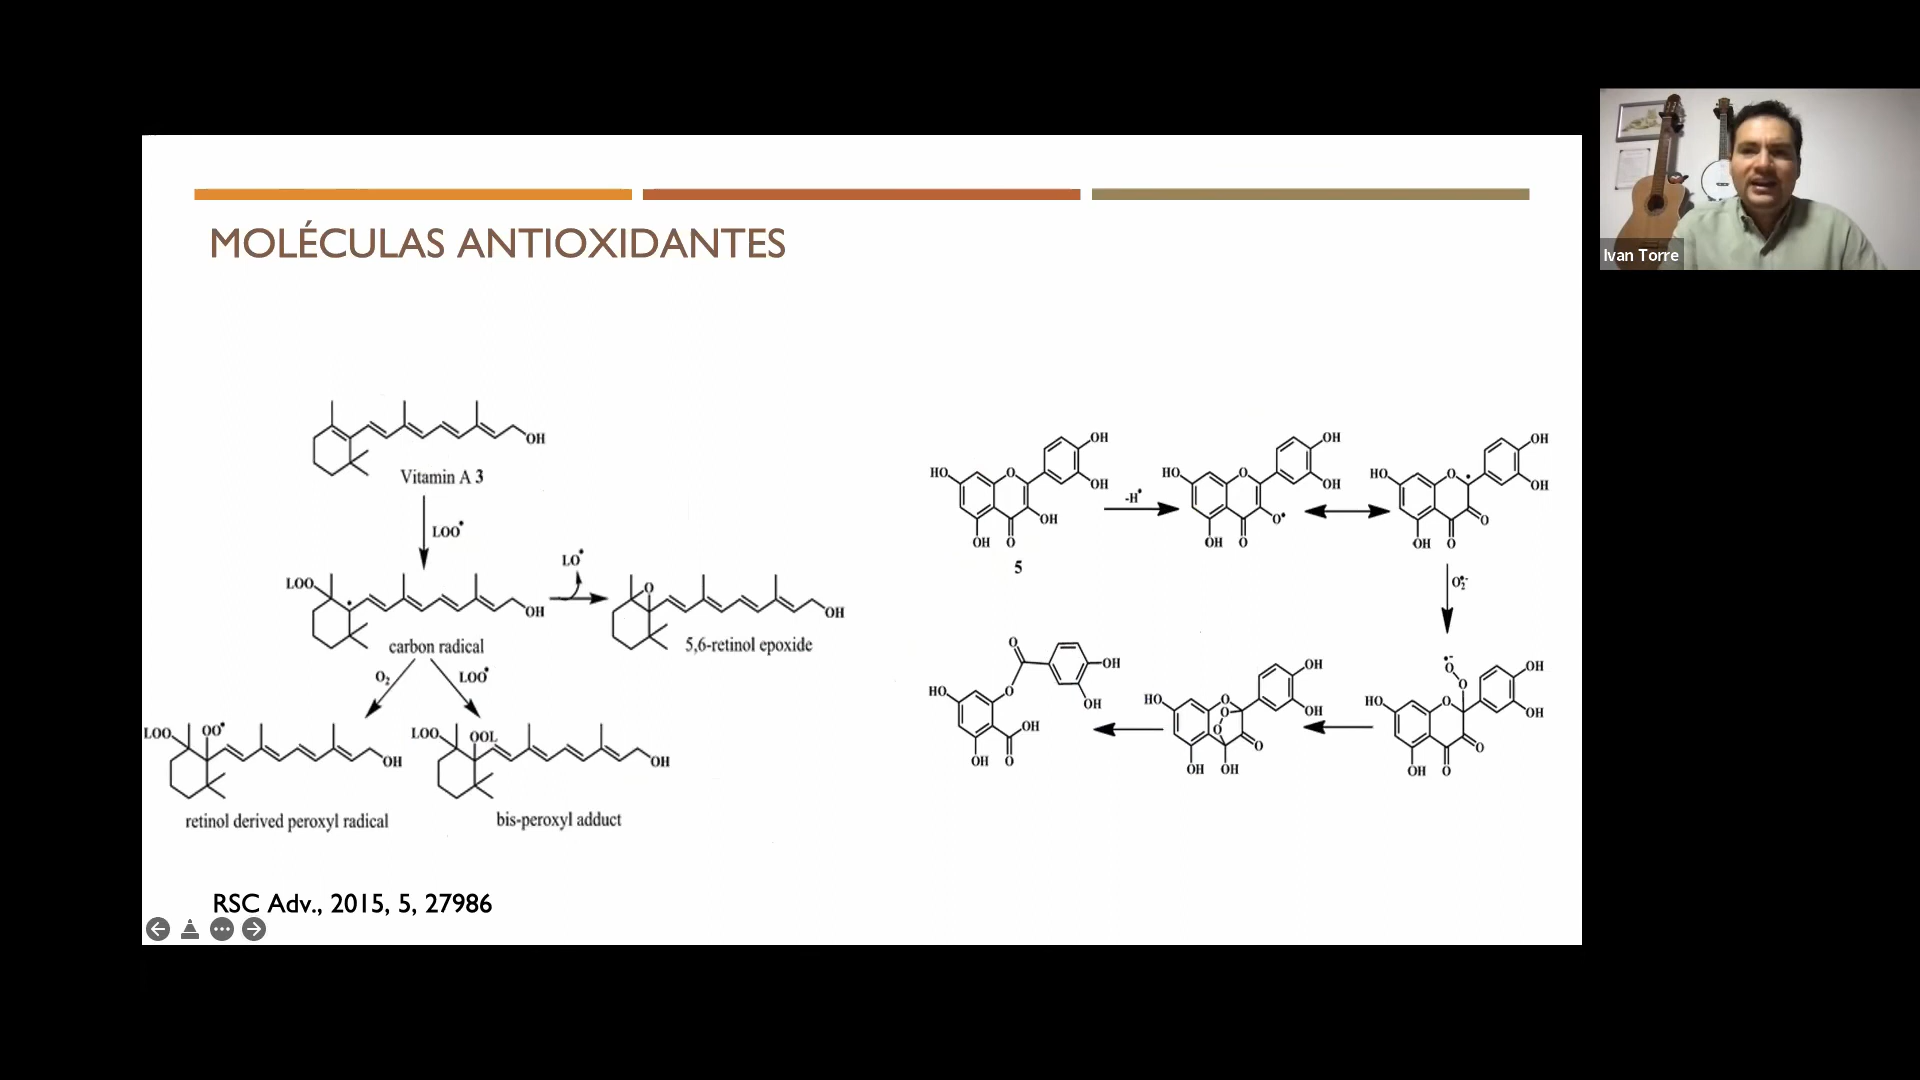 MOLÉCULAS ANTIOXIDANTES
OH
Vitamin A 3
LOO•
LOO
OH
carbon radical
LO•
O
OH
5,6-retinol epoxide
O2
LOO•
LOO
OO•
OH
retinol derived peroxyl radical
LOO
OOL
OH
bis-peroxyl adduct
HO
O
OH
OH
OH
OH
O
5
-H•
HO
O
OH
OH
O•
OH
O
HO
O
•
OH
OH
O
OH
O
O2•-
•-
O
O
HO
O
OH
OH
O
OH
O
HO
O
O
O
OH
OH
O
OH
OH
O
OH
OH
HO
O
OH
OH
O
RSC Adv., 2015, 5, 27986
Ivan Torre